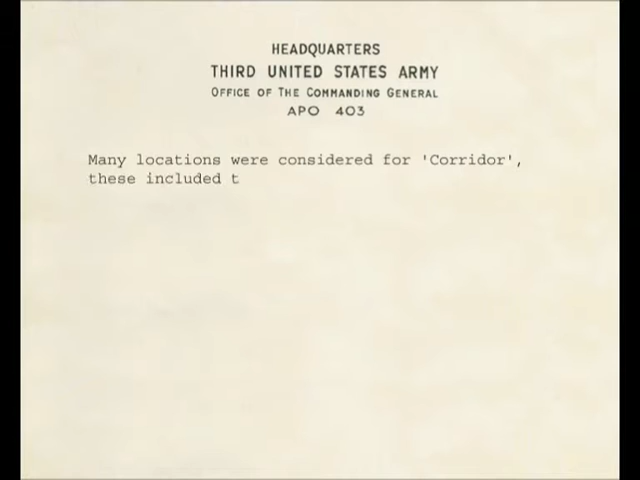 HEADQUARTERS
THIRD UNITED STATES ARMY
OFFICE OF THE COMMANDING GENERAL
APO 403
Many locations were considered for 'Corridor',
these included t